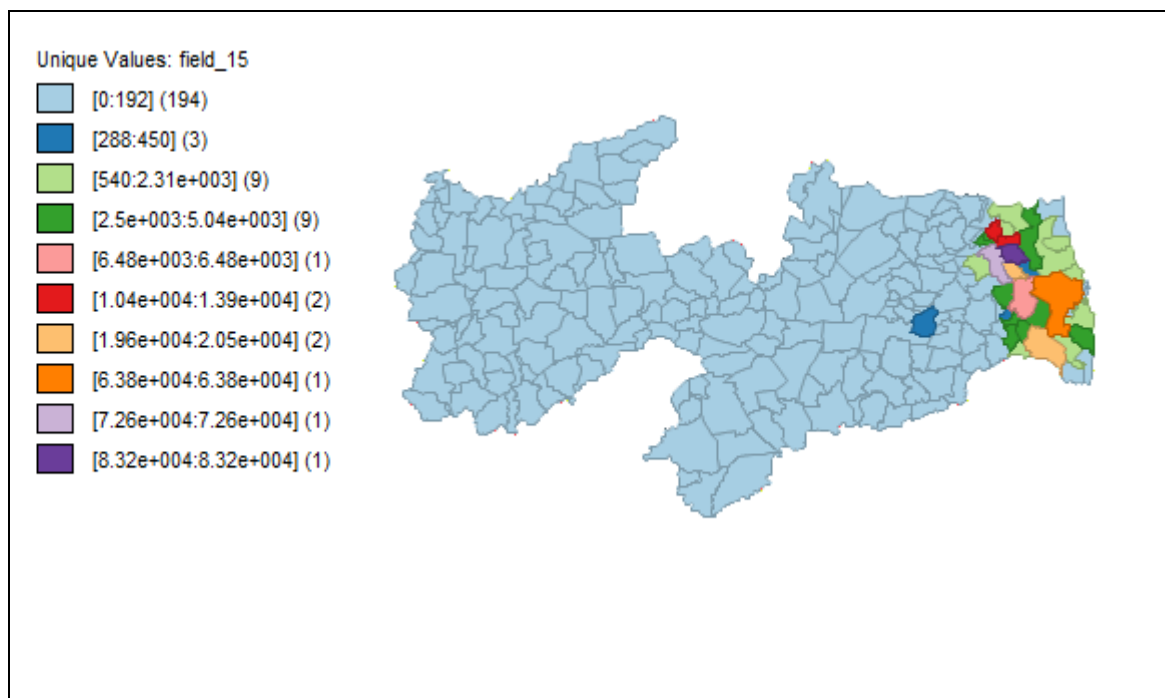 Unique Values: field_15
[0:192] (194)
[288:450] (3)
[540:2.31e+003] (9)
[2.5e+003:5.04e+003] (9)
[6.48e+003:6.48e+003] (1)
[1.04e+004:1.39e+004] (2)
[1.96e+004:2.05e+004] (2)
[6.38e+004:6.38e+004] (1)
[7.26e+004:7.26e+004] (1)
[8.32e+004:8.32e+004] (1)